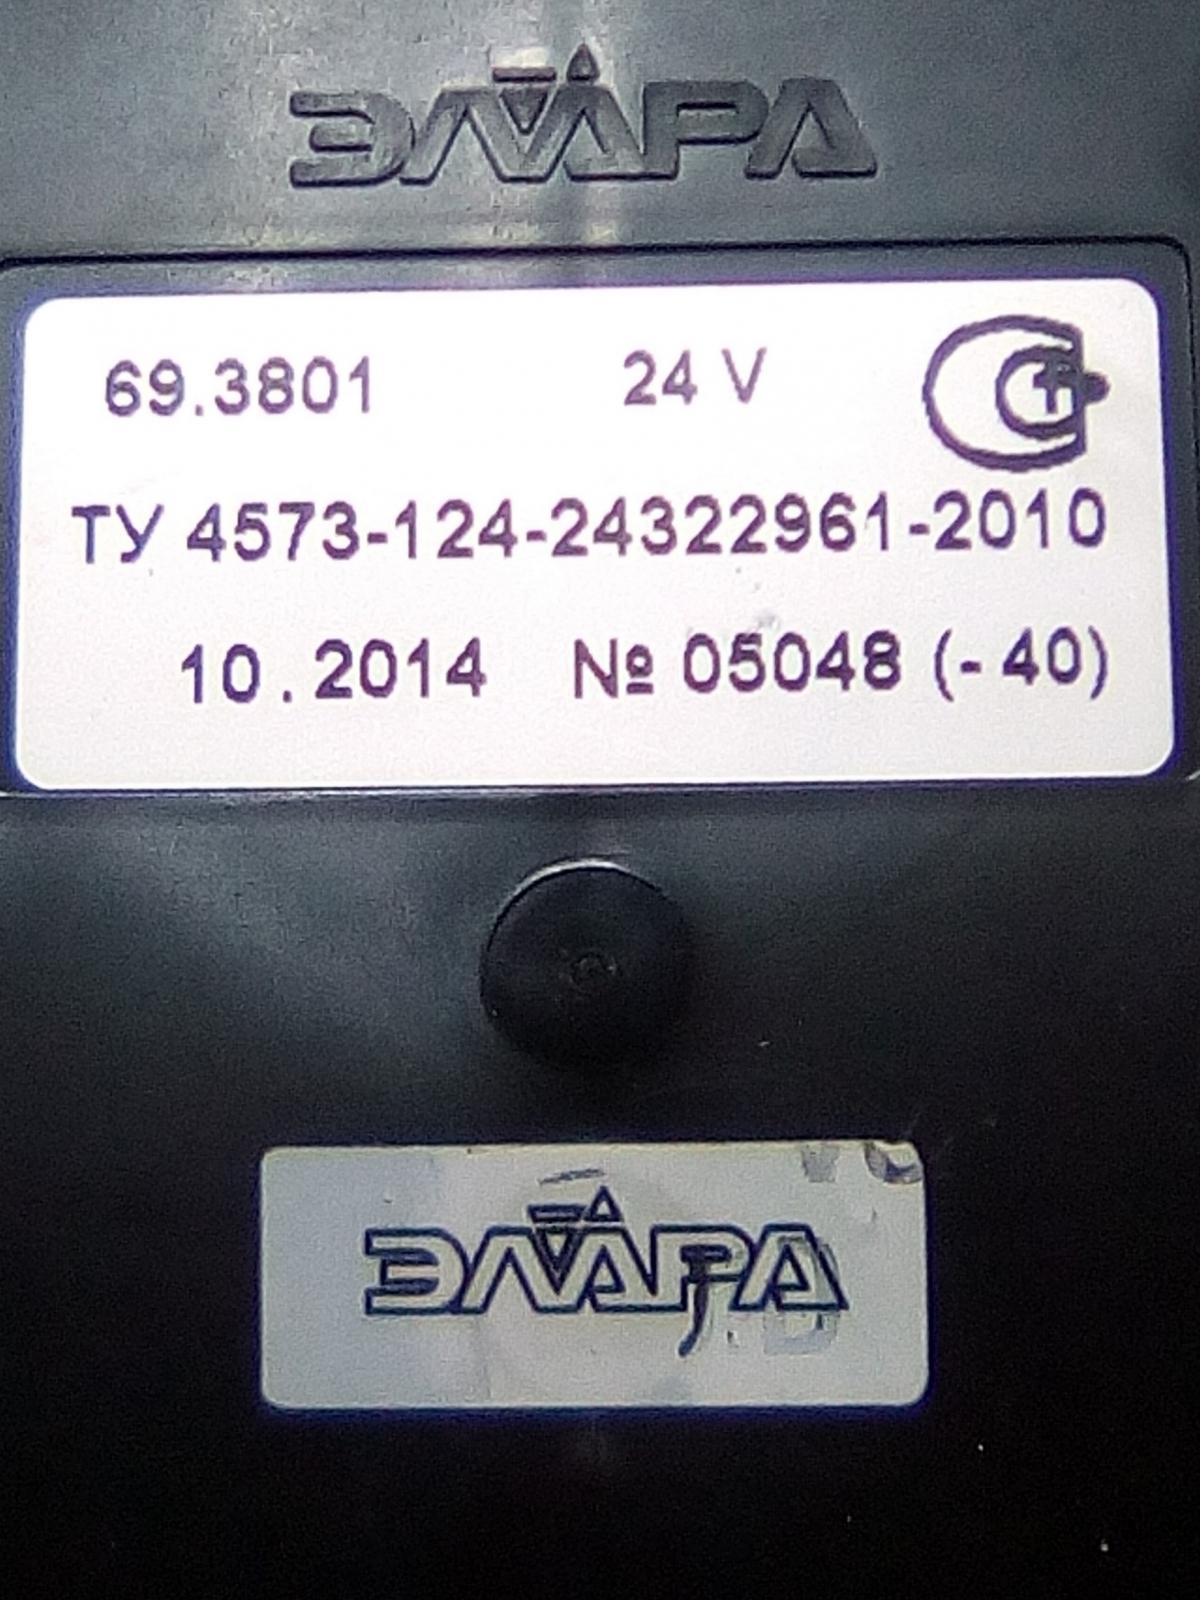 ЭЛАРА
69.3801 24 V
ТУ 4573-124-24322961-2010
10.2014 № 05048 (-40)
ЭЛАРА